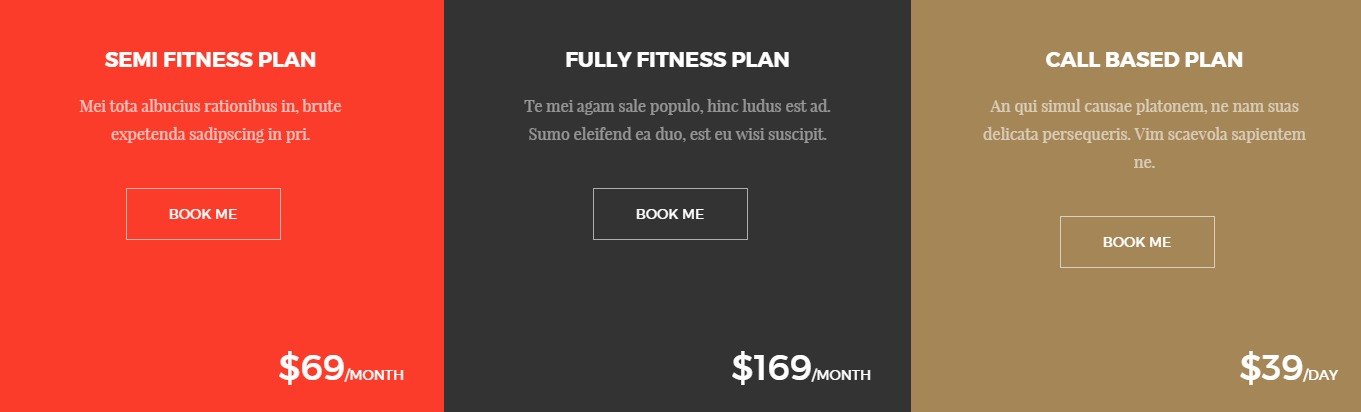 SEMI FITNESS PLAN
Mei tota albucius rationibus in, brute
expetenda sadipscing in pri.
BOOK ME
$69/MONTH
FULLY FITNESS PLAN
Te mei agam sale populo, hinc ludus est ad.
Sumo eleifend ea duo, est eu wisi suscipit.
BOOK ME
$169/MONTH
CALL BASED PLAN
An qui simul causae platonem, ne nam suas
delicata persequeris. Vim scaevola sapientem
ne.
BOOK ME
$39/DAY